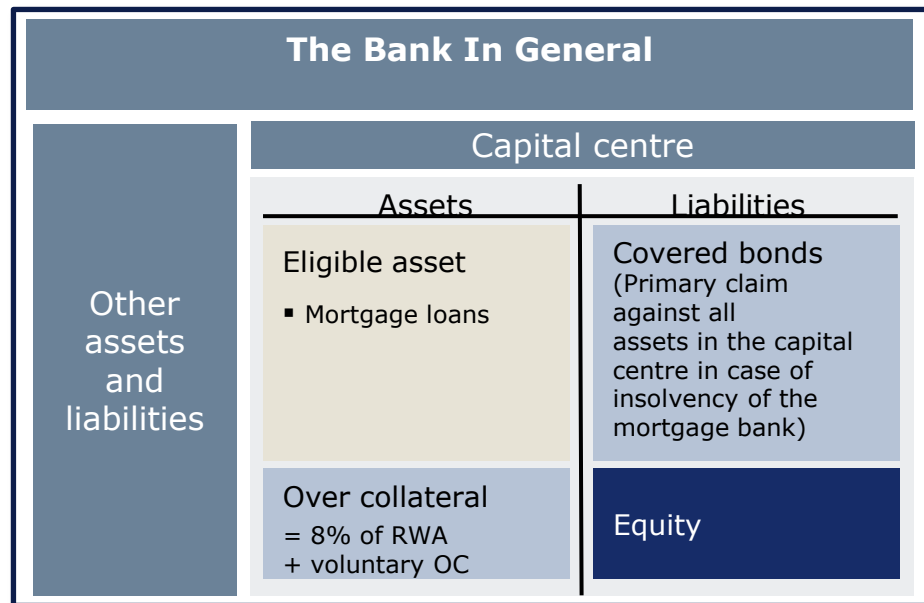 The Bank In General
Capital centre
Other
assets
and
liabilities
Assets
Liabilities
Eligible asset
▪ Mortgage loans
Covered bonds
(Primary claim
against all
assets in the capital
centre in case of
insolvency of the
mortgage bank)
Over collateral
= 8% of RWA
+ voluntary OC
Equity